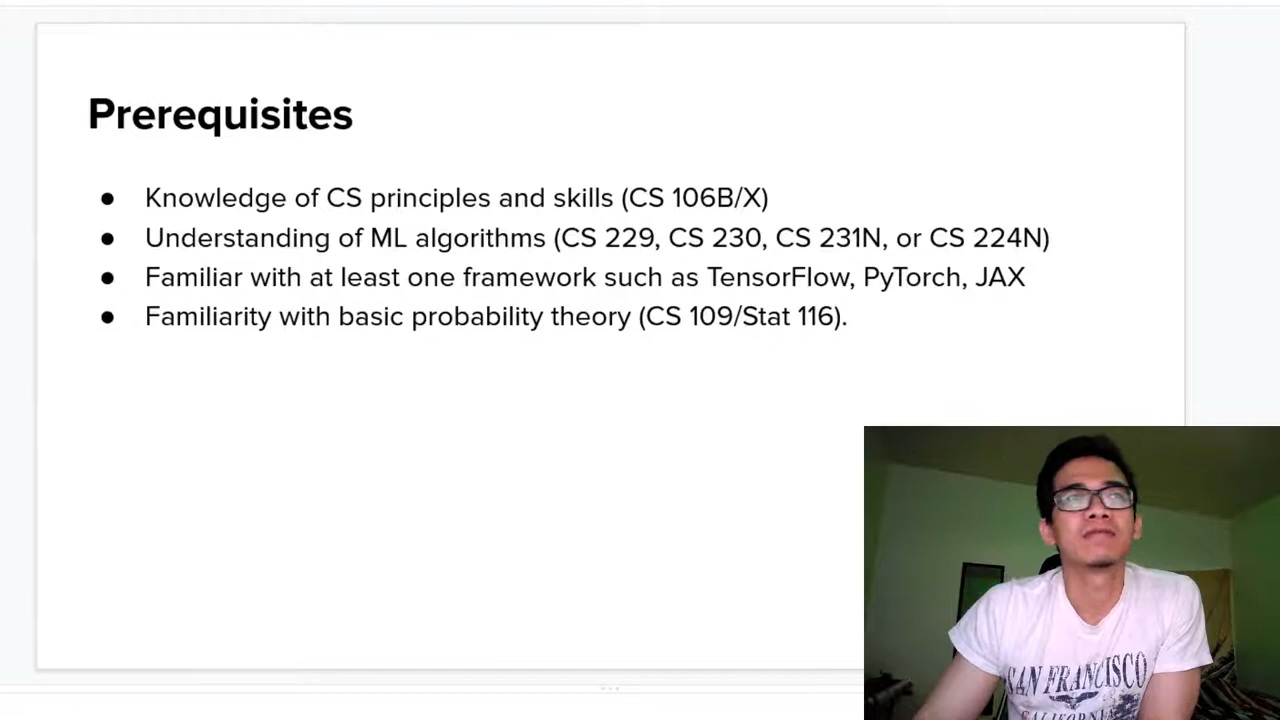 Prerequisites
● Knowledge of CS principles and skills (CS 106B/X)
● Understanding of ML algorithms (CS 229, CS 230, CS 231N, or CS 224N)
● Familiar with at least one framework such as TensorFlow, PyTorch, JAX
● Familiarity with basic probability theory (CS 109/Stat 116).
SAN FRANCISCO
CALIFORNIA